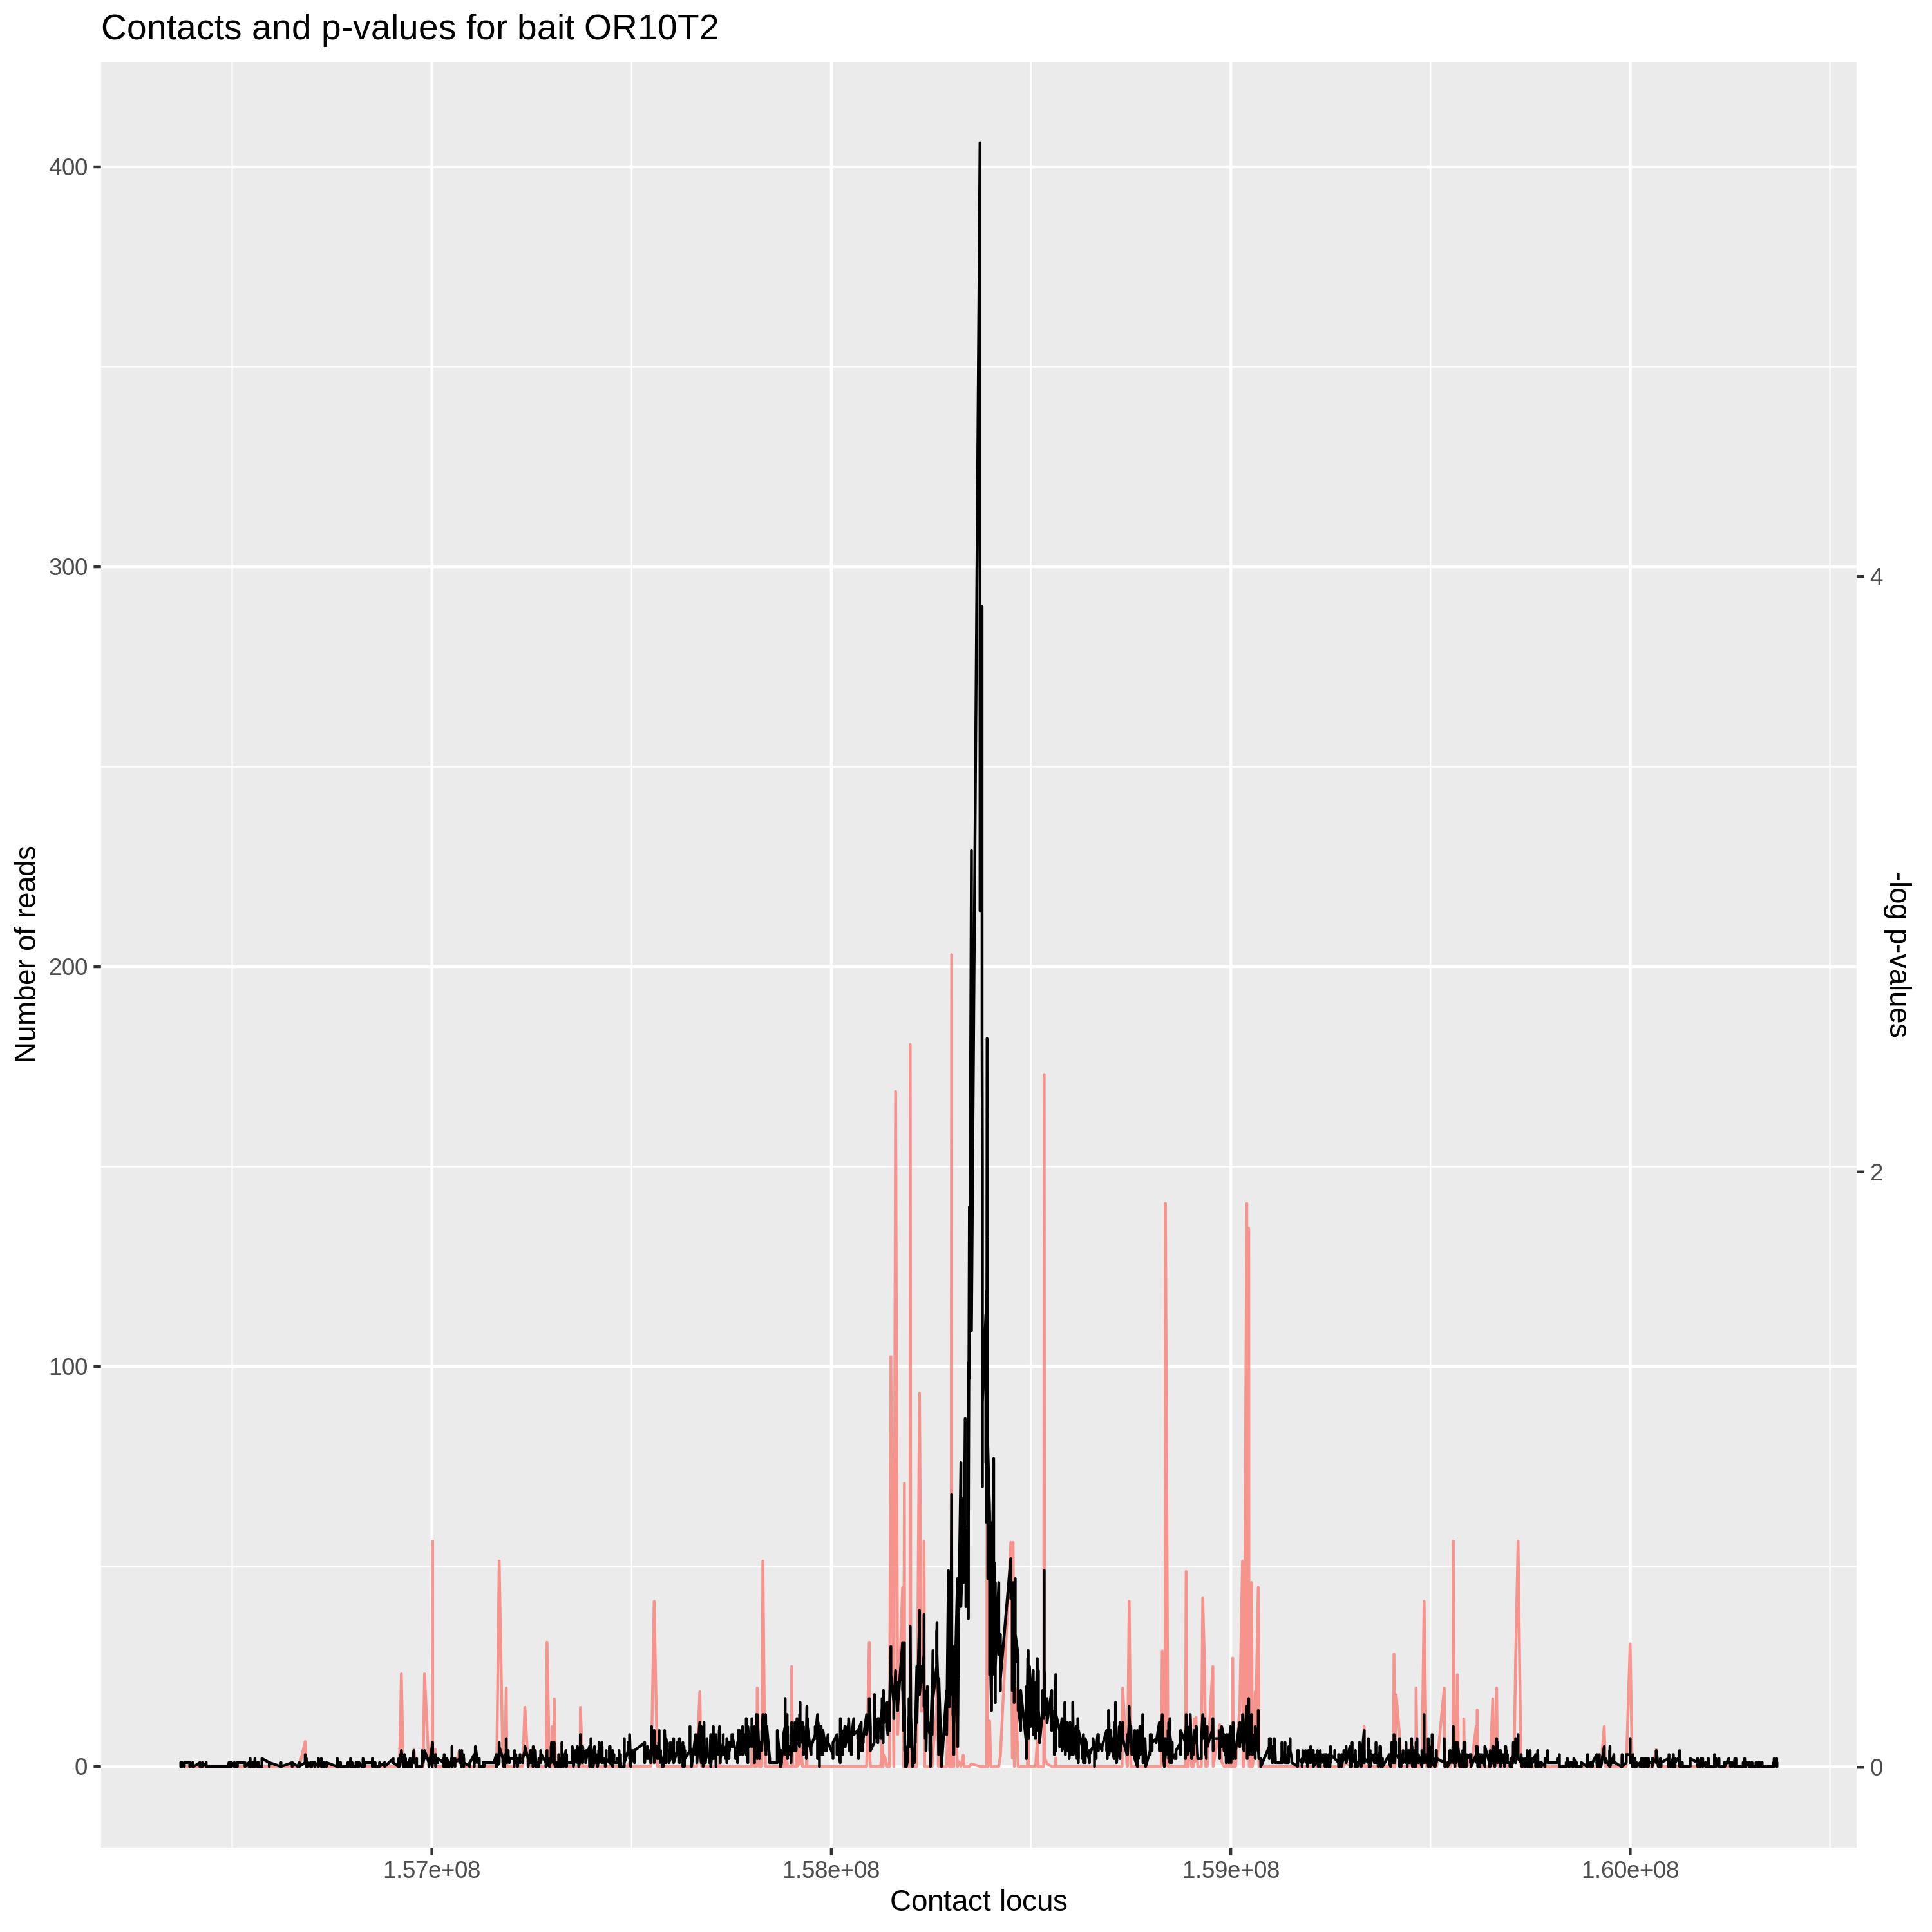 Contacts and p-values for bait OR10T2
400
300
200
100
0
Number of reads
4
2
0
-log p-values
1.57e+08
1.58e+08
1.59e+08
1.60e+08
Contact locus